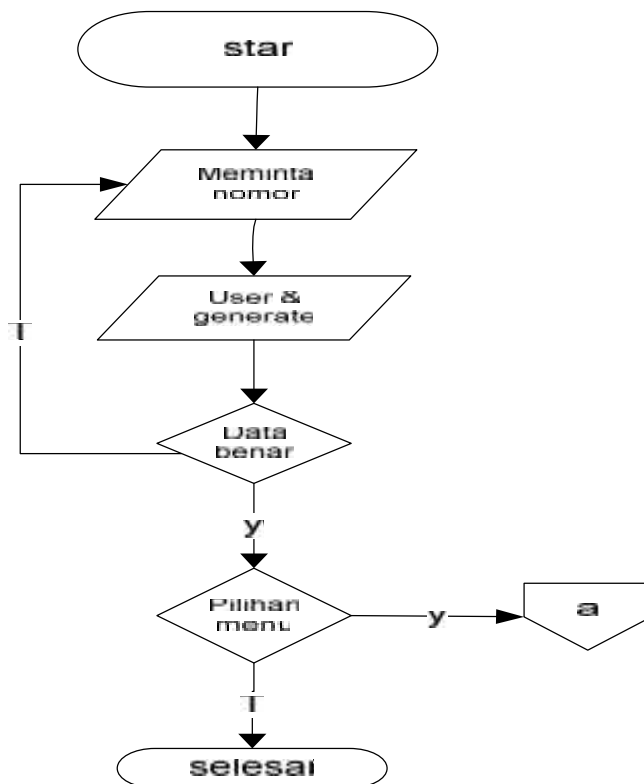 star
Meminta
nomor
User &
generate
T
Data
benar
y
Pilihan
menu
y
a
T
selesai